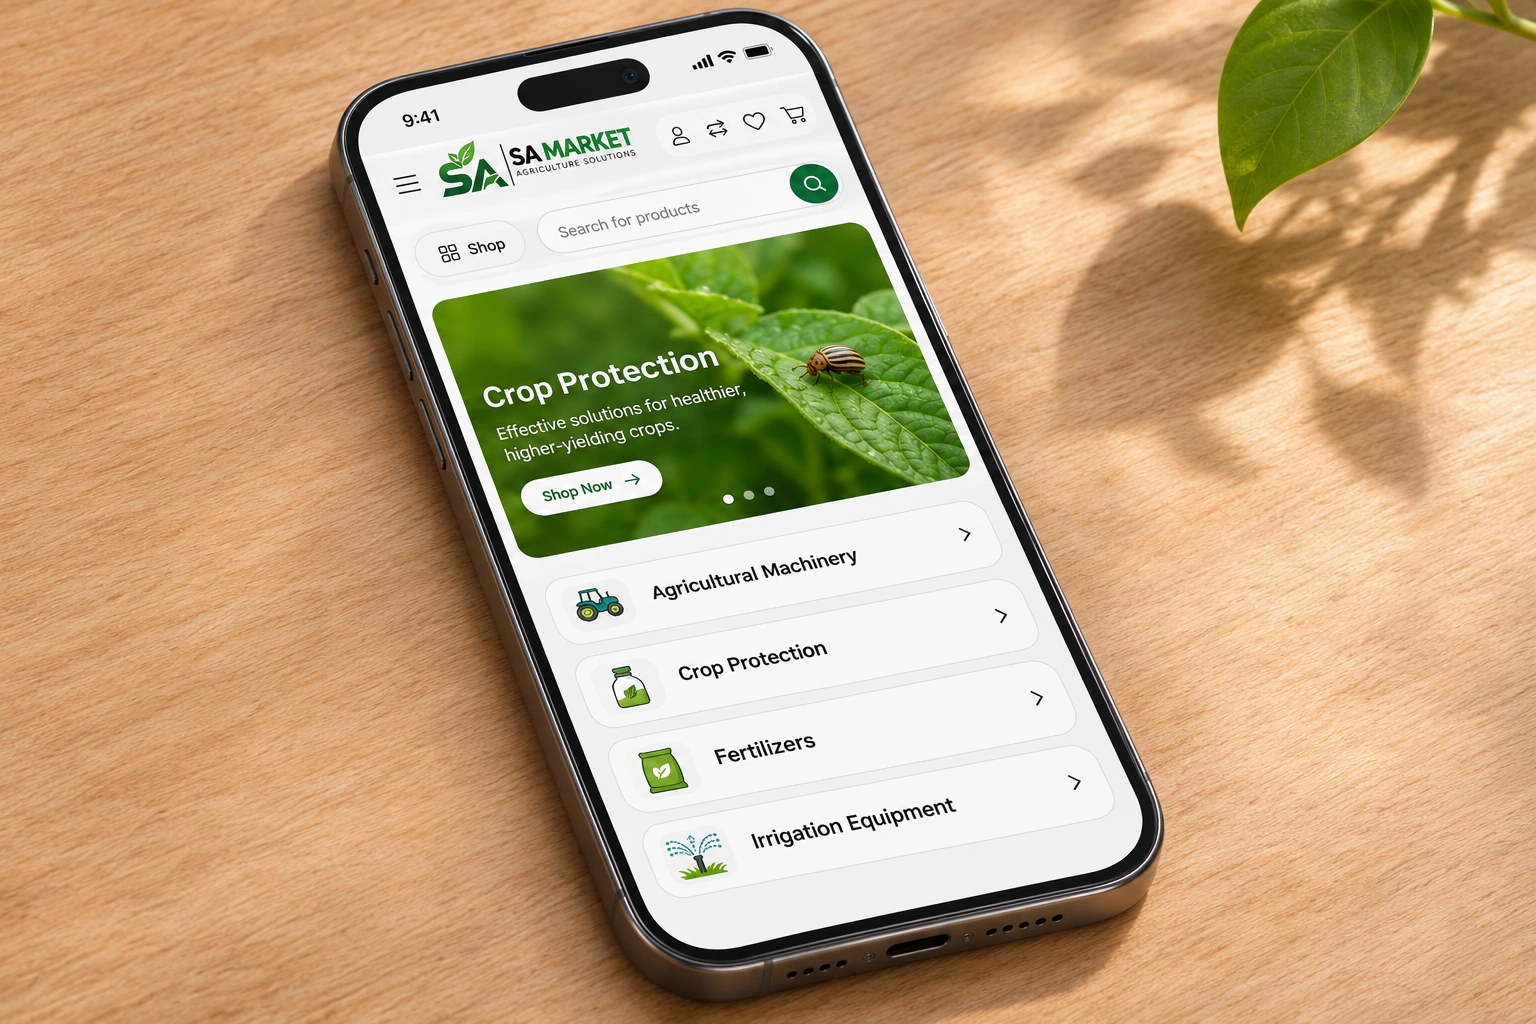 9:41
SA
SA MARKET
AGRICULTURE SOLUTIONS
Shop
Search for products
Crop Protection
Effective solutions for healthier,
higher-yielding crops.
Shop Now
Agricultural Machinery
Crop Protection
Fertilizers
Irrigation Equipment